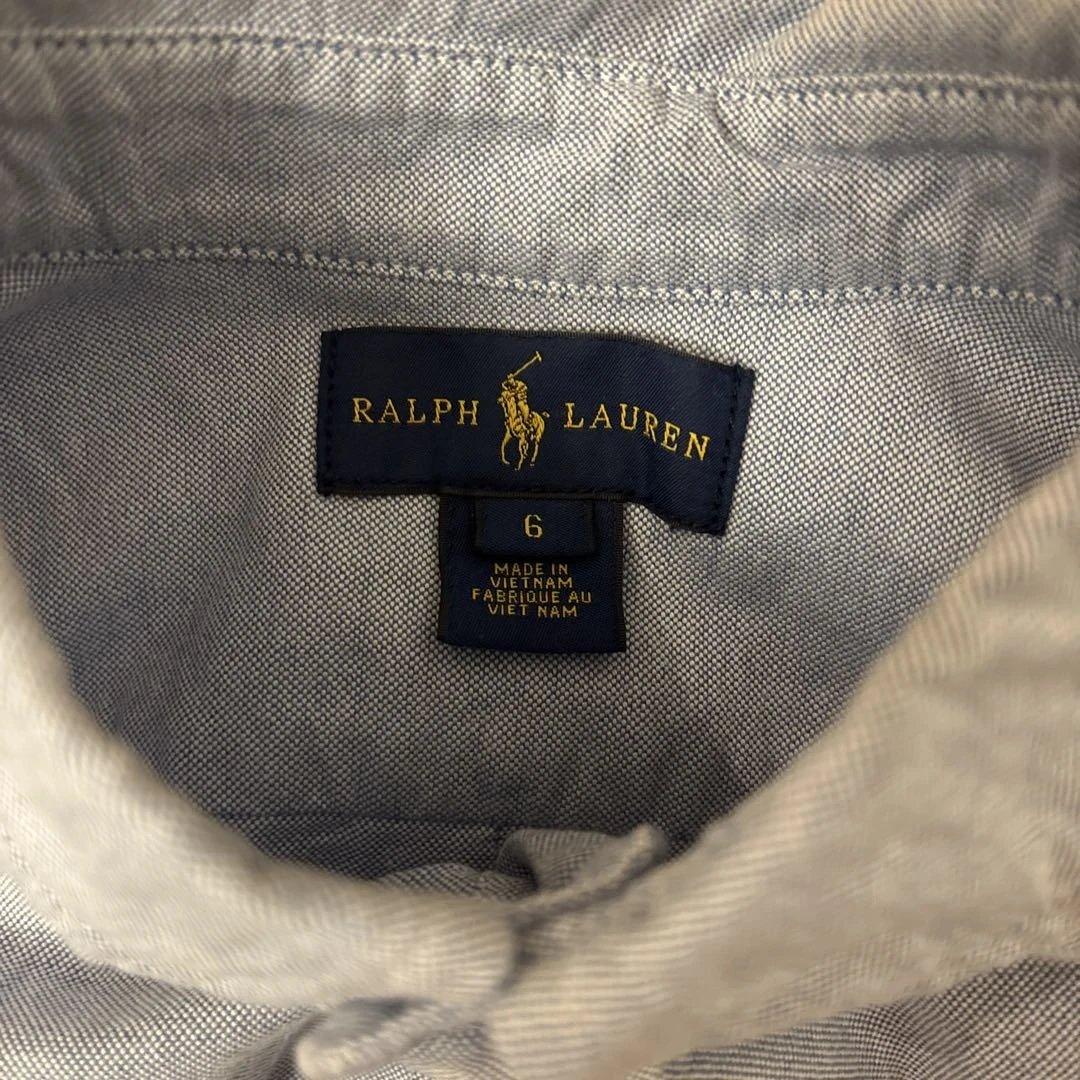 RALPH LAUREN
6
MADE IN
VIETNAM
FABRIQUE AU
VIET NAM